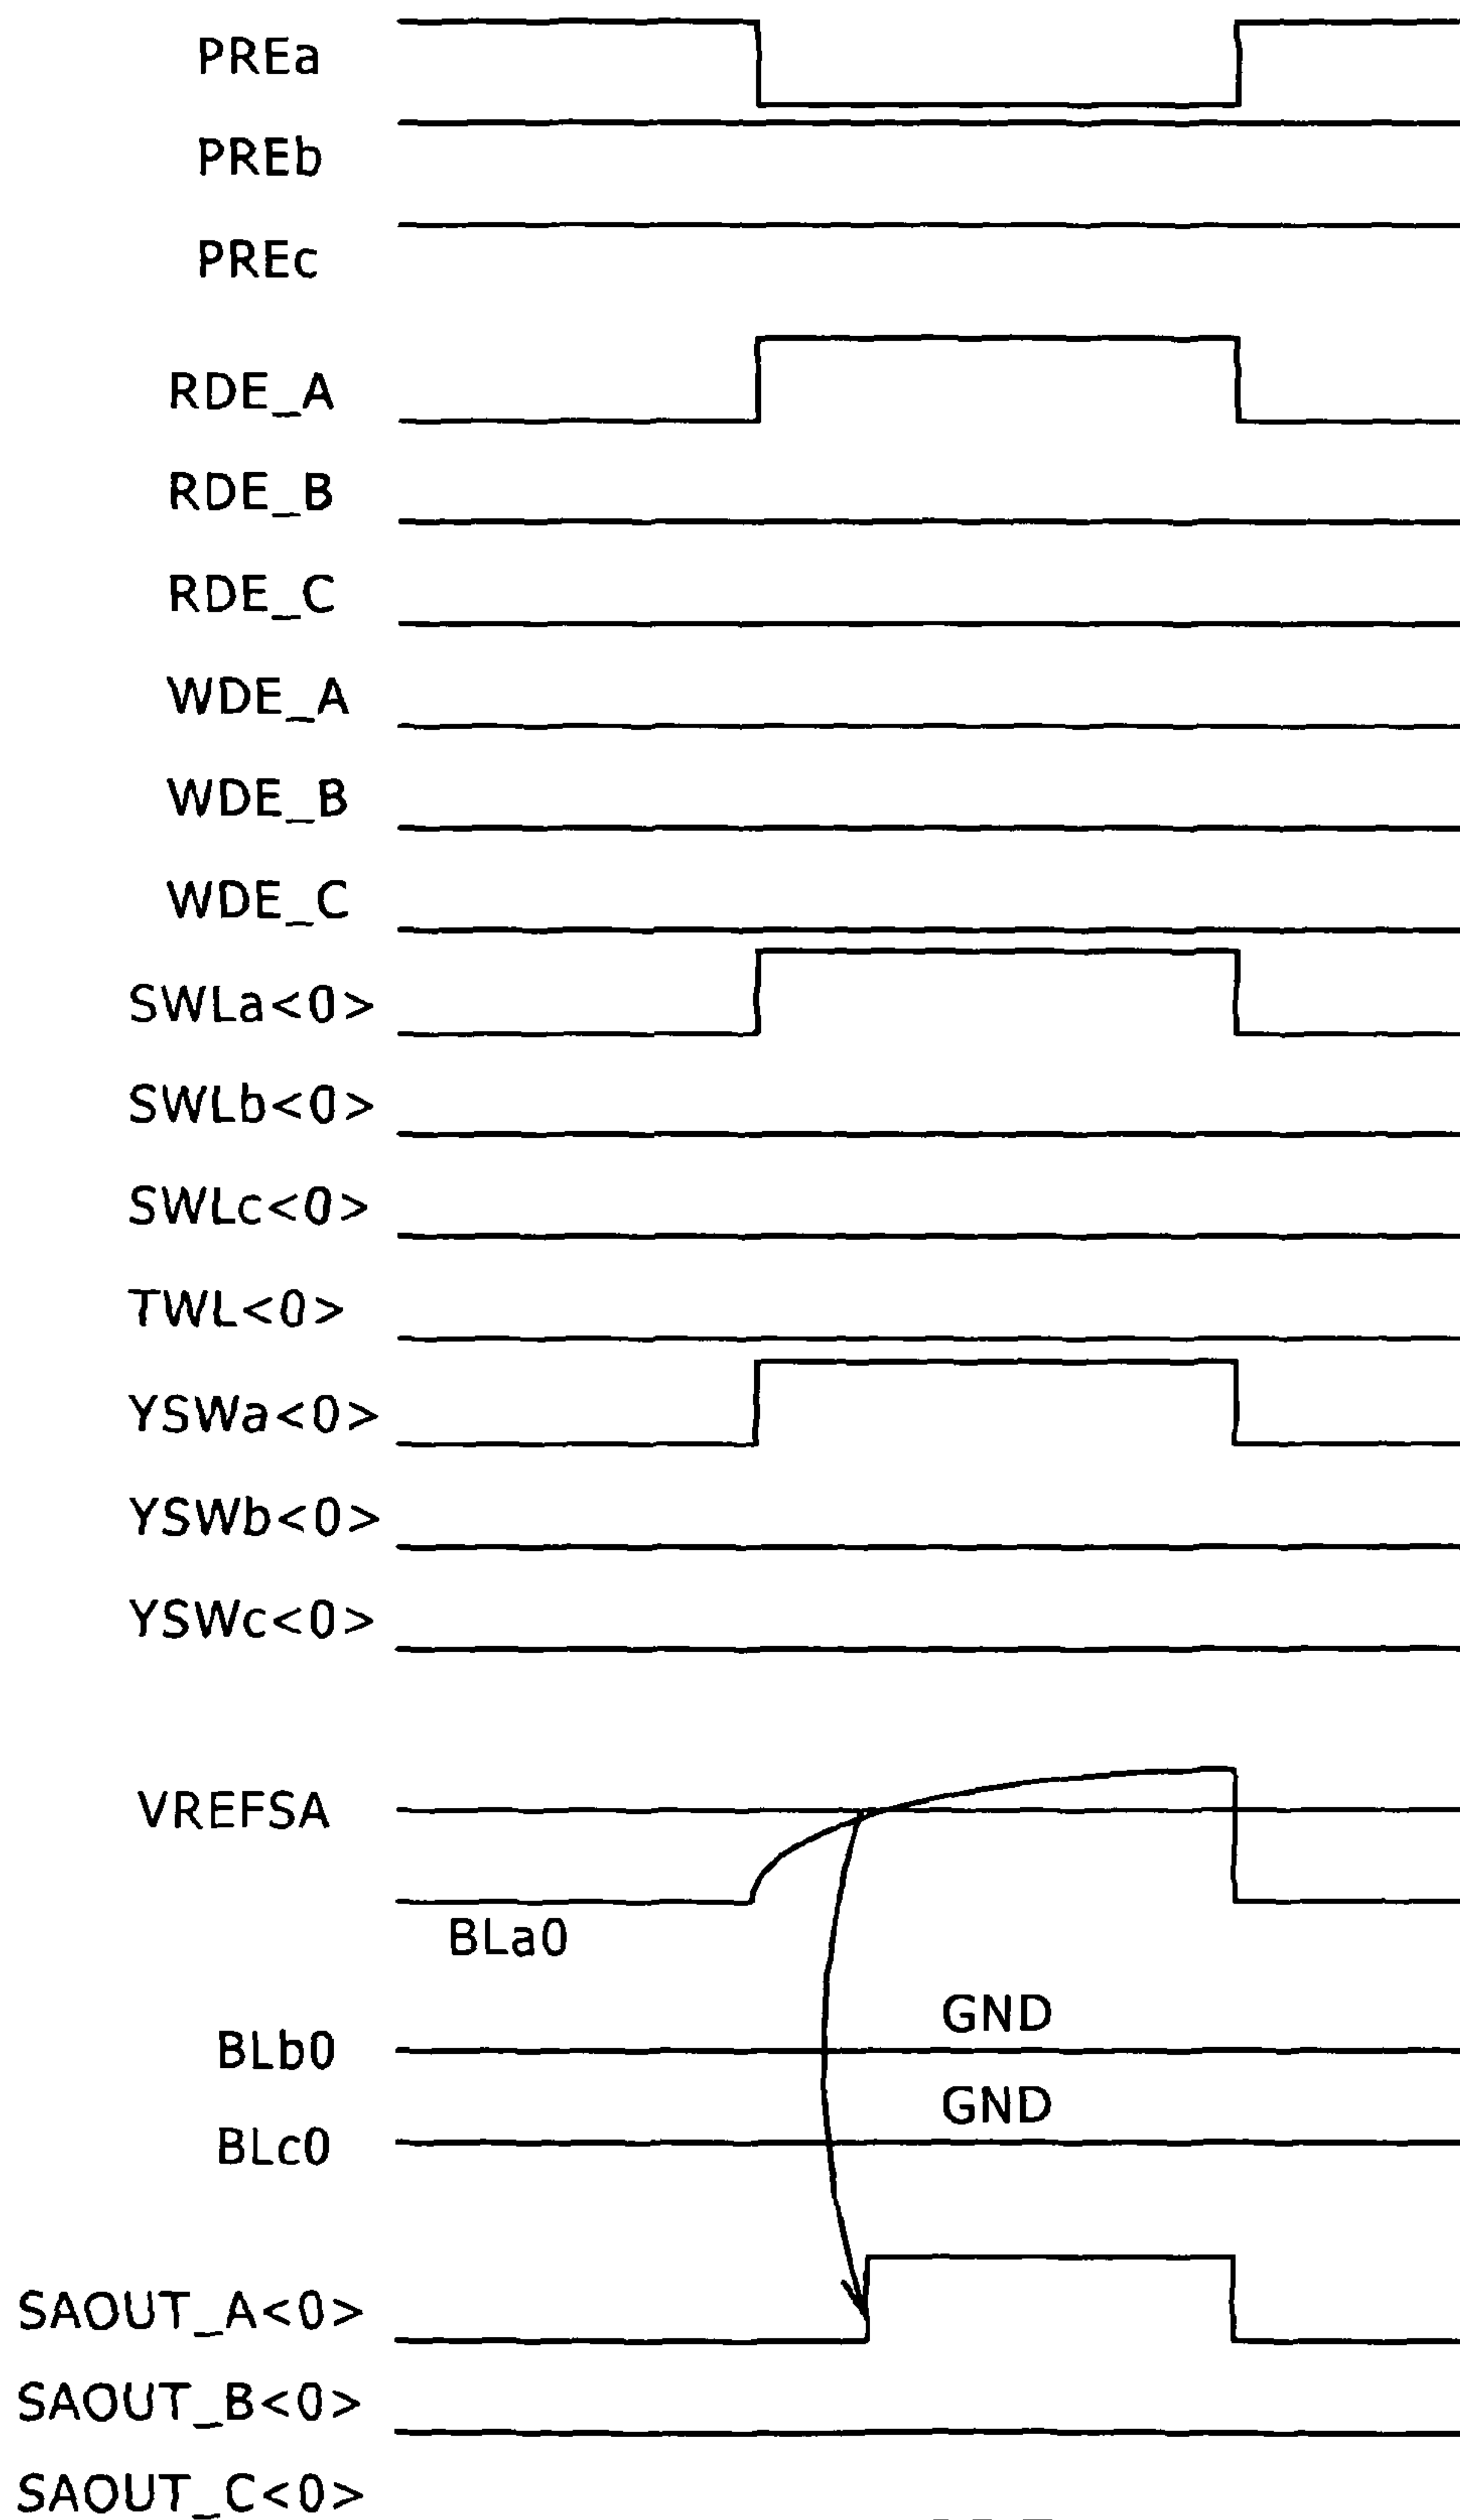 PREa
PREb
PREc
RDE_A
RDE_B
RDE_C
WDE_A
WDE_B
WDE_C
SWLa<0>
SWLb<0>
SWLc<0>
TWL<0>
YSWa<0>
YSWb<0>
YSWc<0>
VREFSA
BLa0
GND
BLb0
GND
BLc0
SAOUT_A<0>
SAOUT_B<0>
SAOUT_C<0>